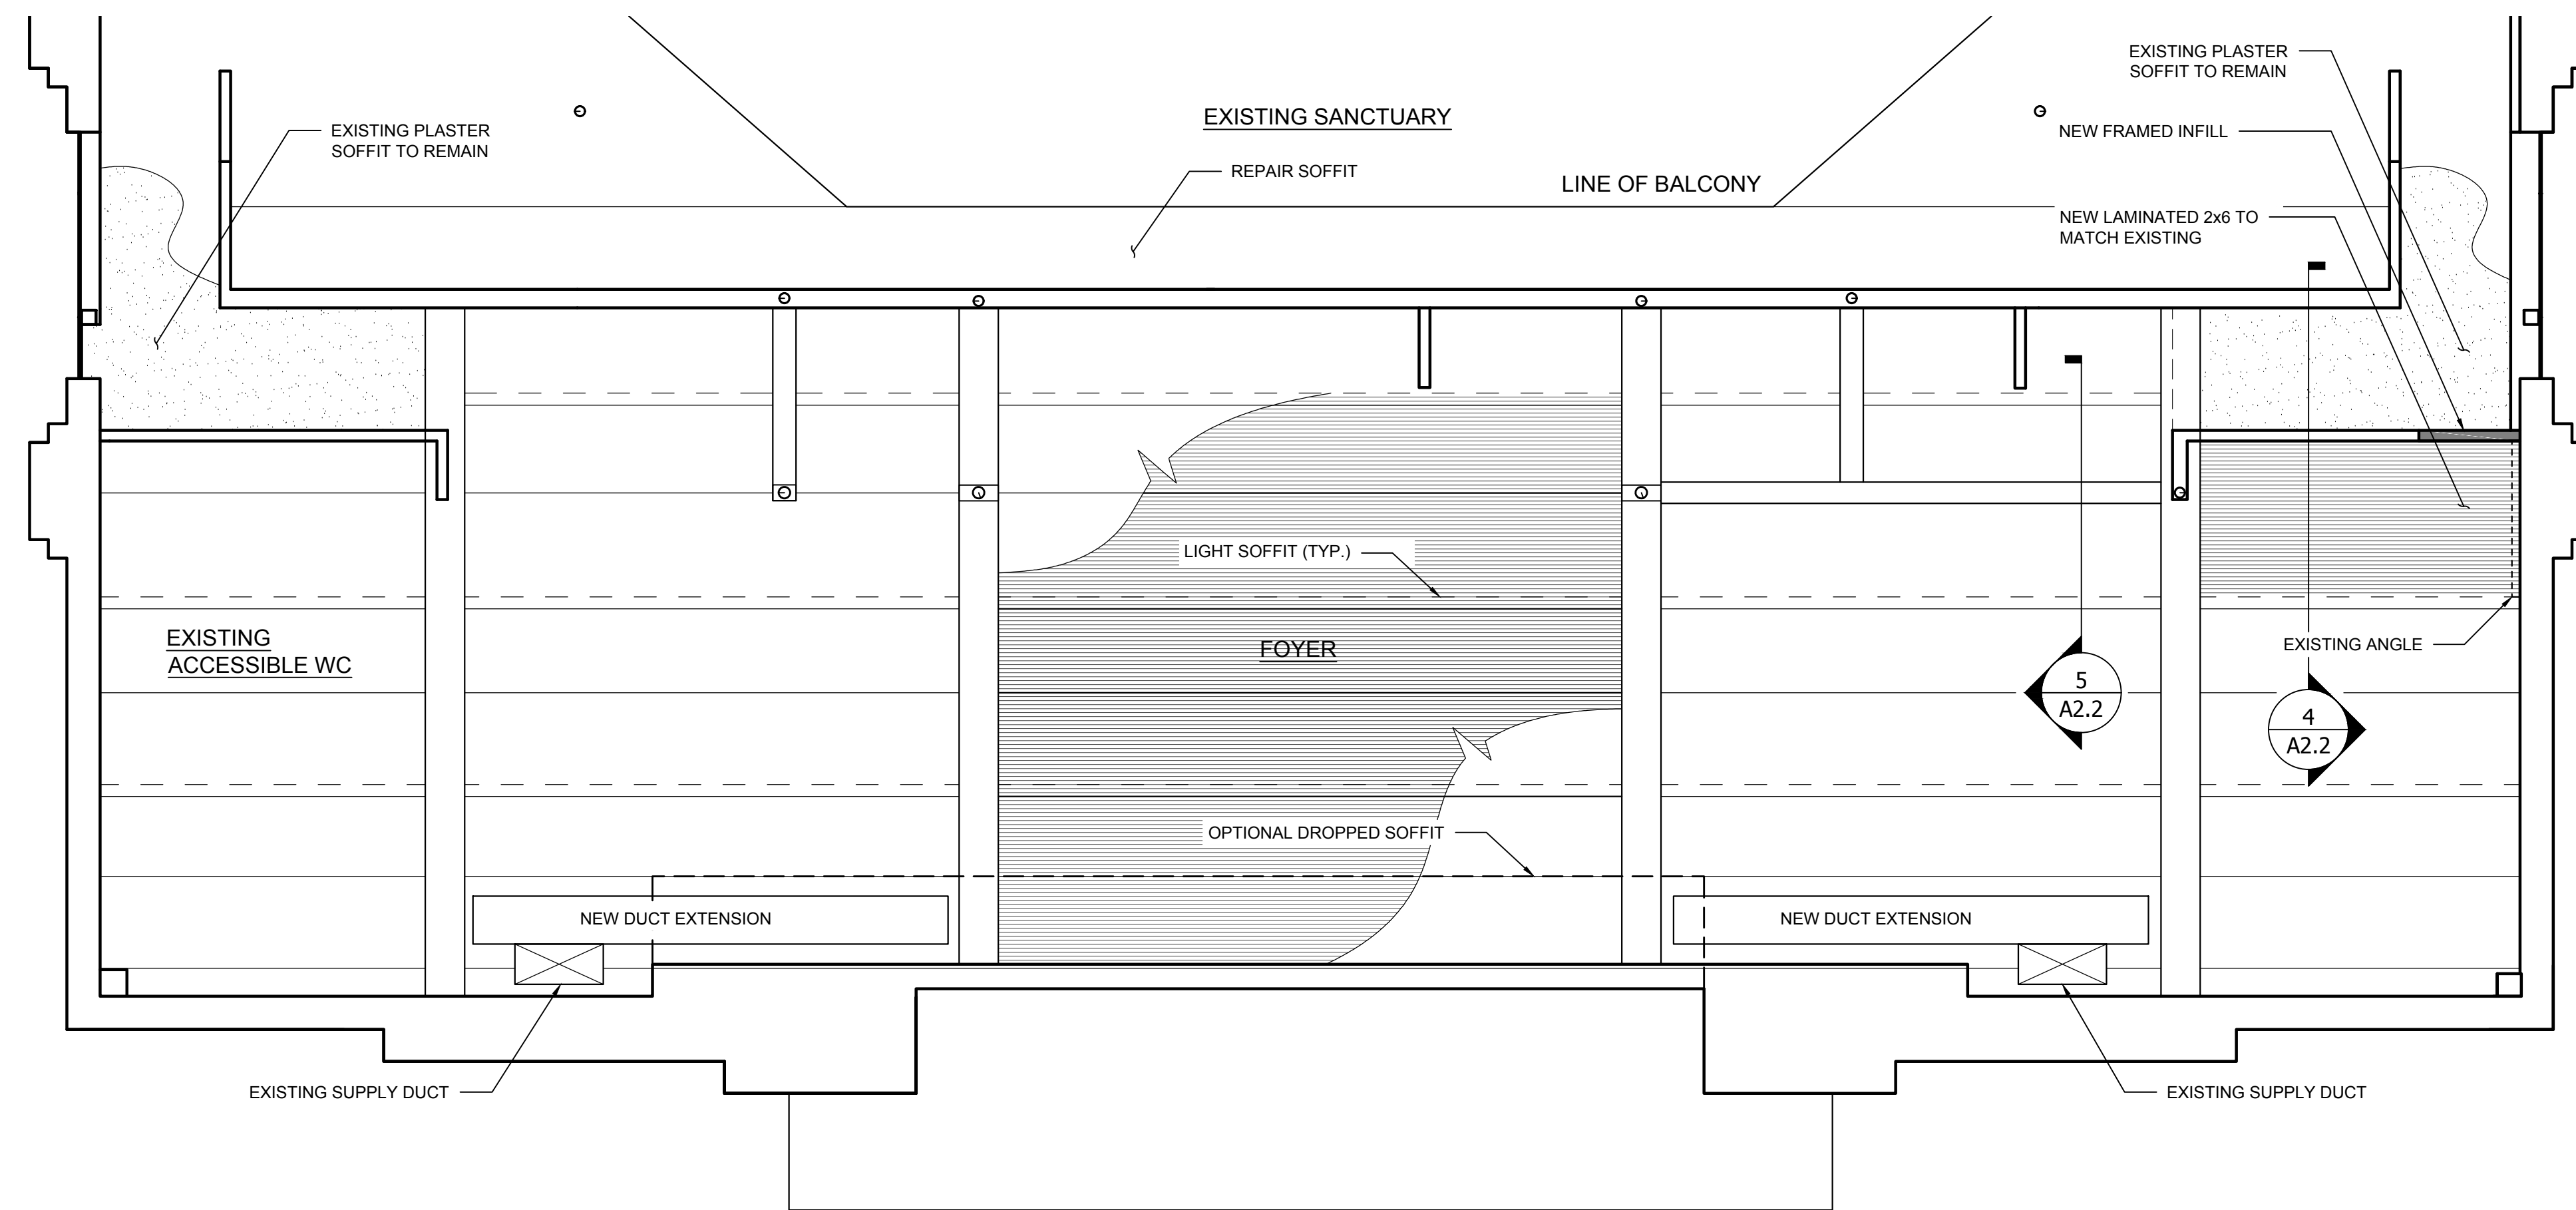 EXISTING PLASTER
SOFFIT TO REMAIN
EXISTING SANCTUARY
EXISTING PLASTER
SOFFIT TO REMAIN
NEW FRAMED INFILL
REPAIR SOFFIT
LINE OF BALCONY
NEW LAMINATED 2x6 TO
MATCH EXISTING
LIGHT SOFFIT (TYP.)
EXISTING
ACCESSIBLE WC
FOYER
EXISTING ANGLE
5
A2.2
4
A2.2
OPTIONAL DROPPED SOFFIT
NEW DUCT EXTENSION
NEW DUCT EXTENSION
EXISTING SUPPLY DUCT
EXISTING SUPPLY DUCT